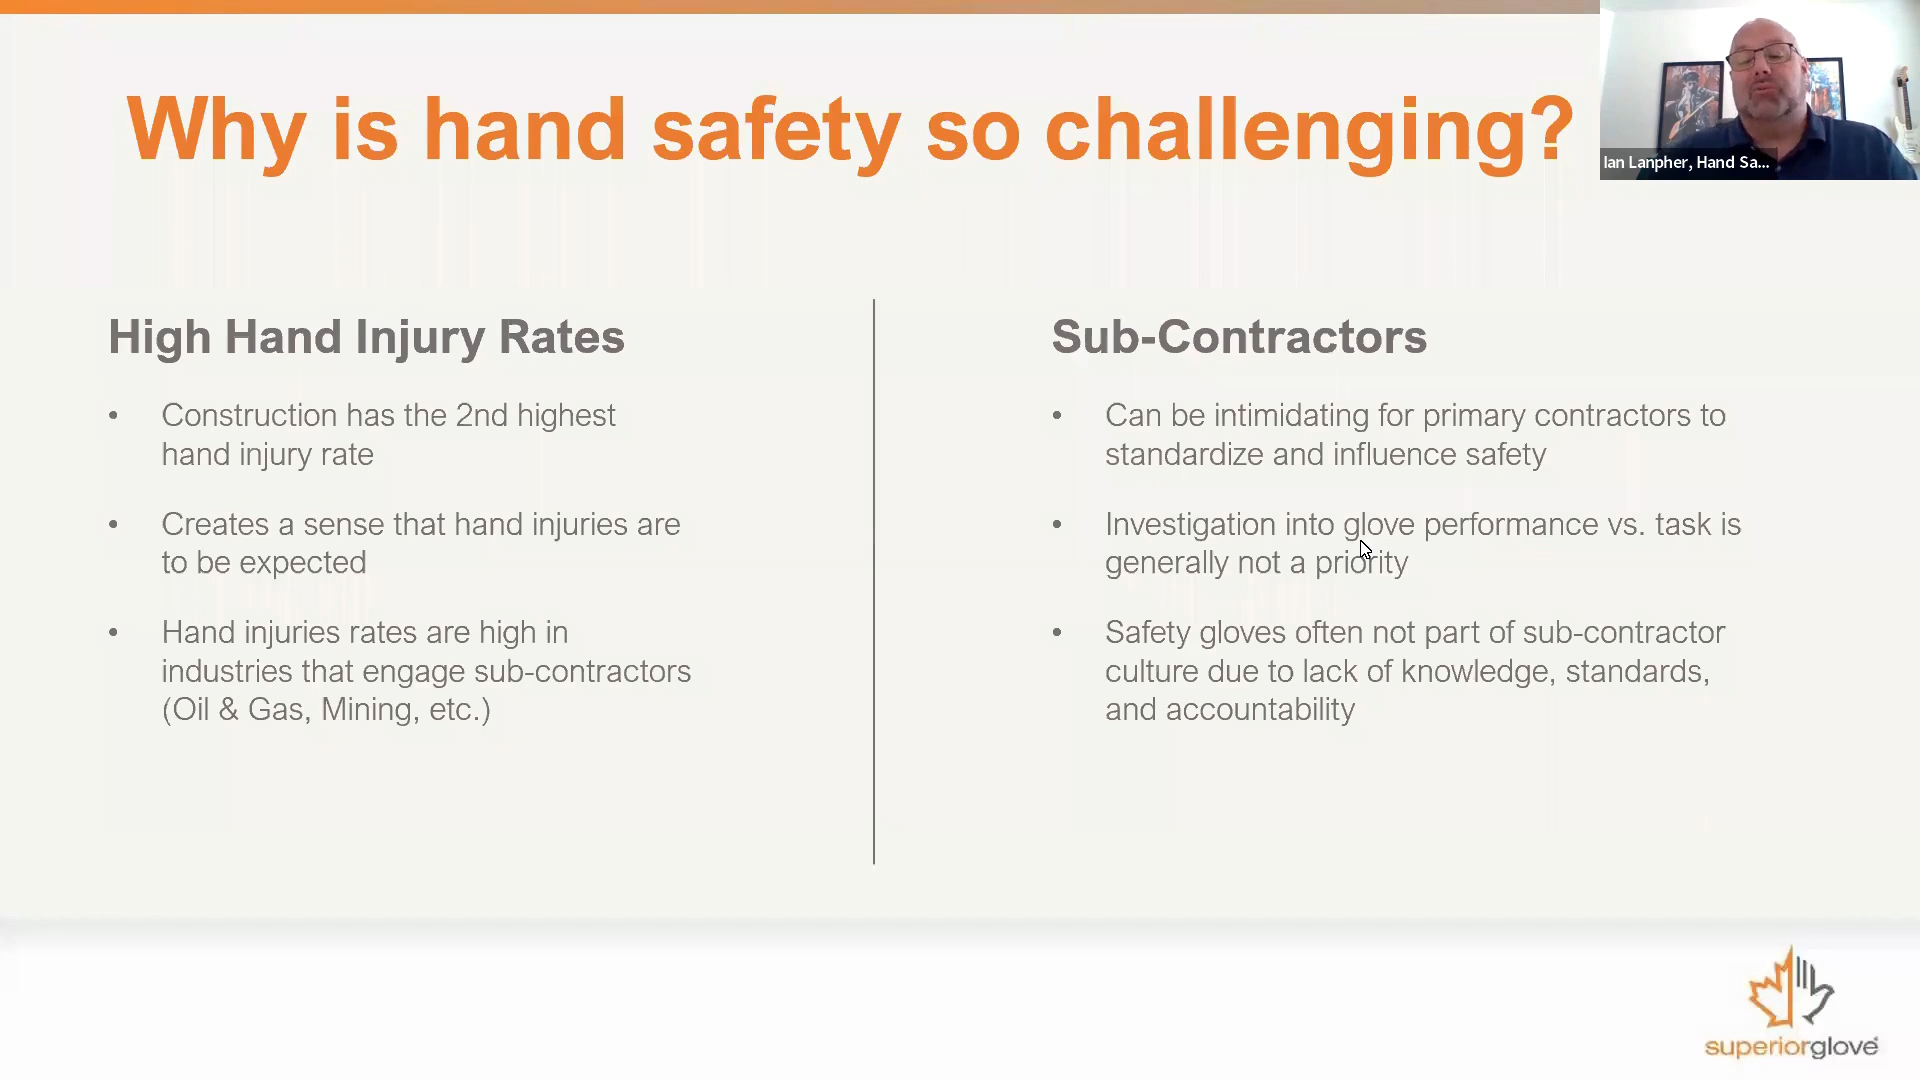 Why is hand safety so challenging?
Ian Lanpher, Hand Sa...
High Hand Injury Rates
• Construction has the 2nd highest
hand injury rate
• Creates a sense that hand injuries are
to be expected
• Hand injuries rates are high in
industries that engage sub-contractors
(Oil & Gas, Mining, etc.)
Sub-Contractors
• Can be intimidating for primary contractors to
standardize and influence safety
• Investigation into glove performance vs. task is
generally not a priority
• Safety gloves often not part of sub-contractor
culture due to lack of knowledge, standards,
and accountability
superiorglove